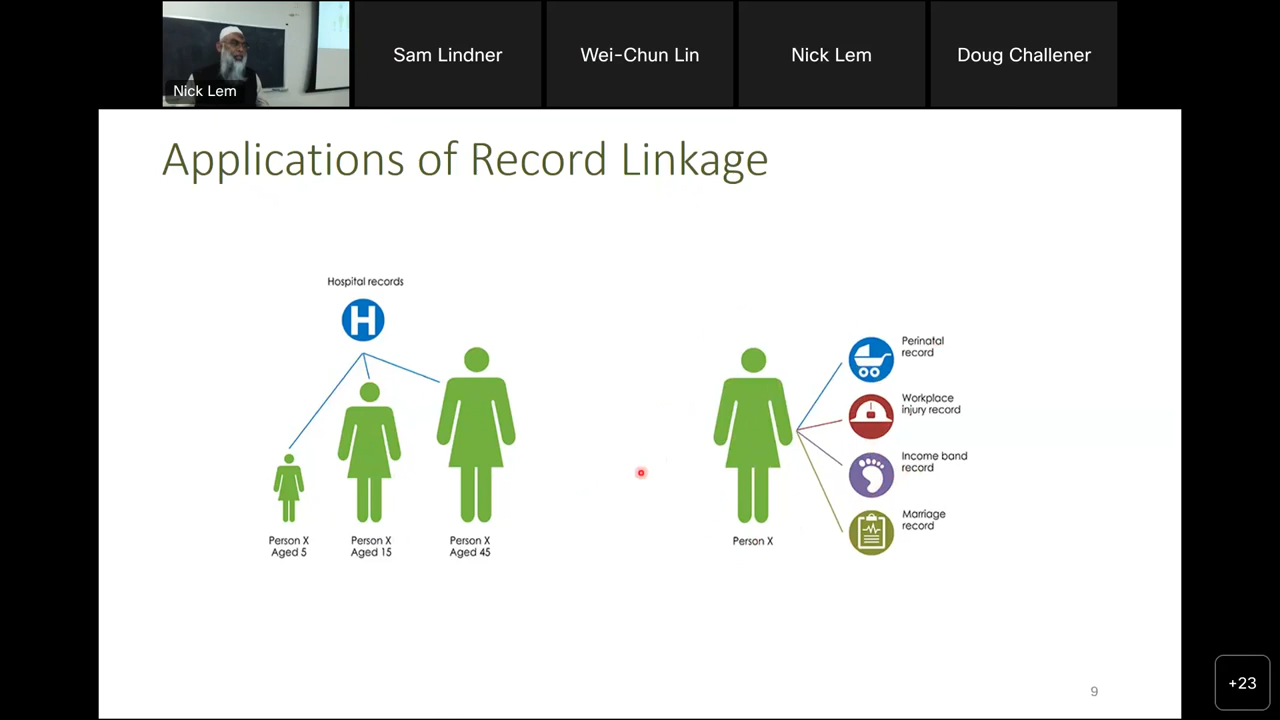 Nick Lem
Sam Lindner
Wei-Chun Lin
Nick Lem
Doug Challener
Applications of Record Linkage
Hospital records
H
Person X
Aged 5
Person X
Aged 15
Person X
Aged 45
Person X
Perinatal
record
Workplace
injury record
Income band
record
Marriage
record
9
+23